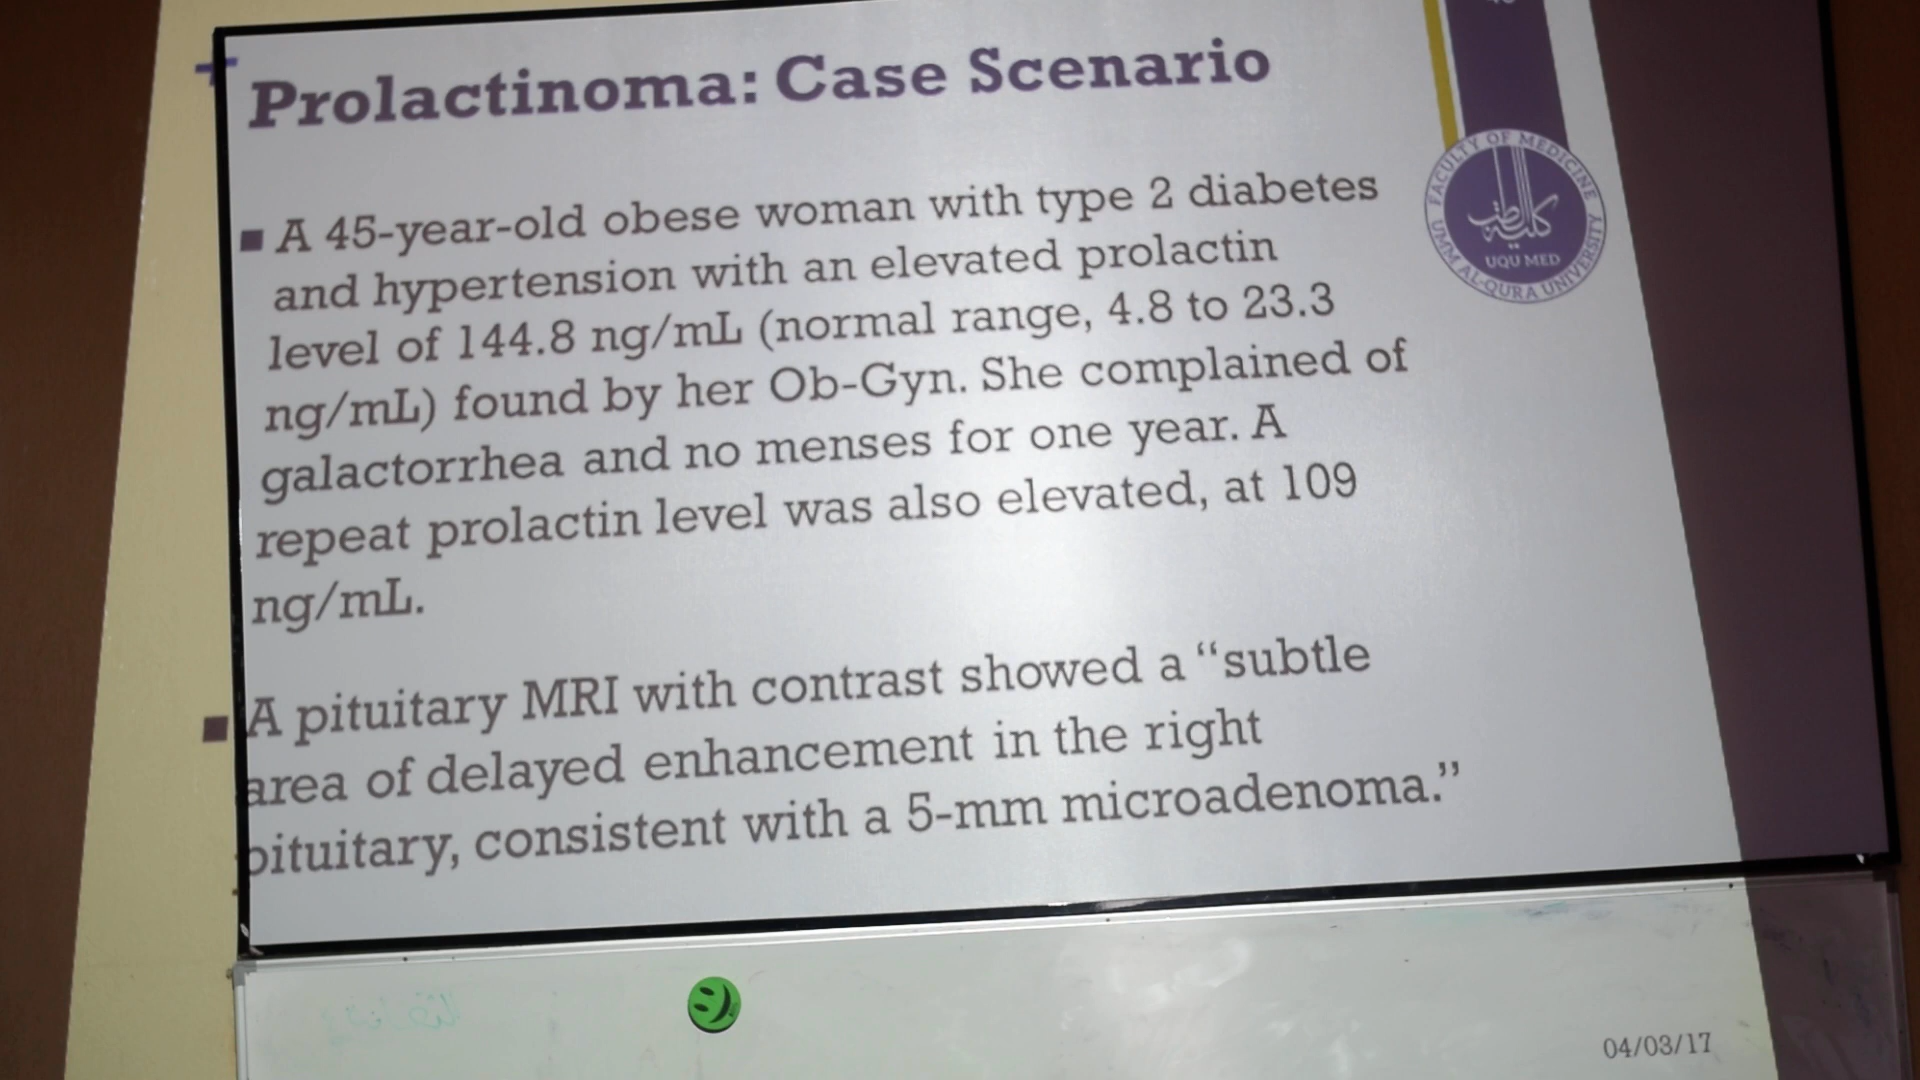 Prolactinoma: Case Scenario
■ A 45-year-old obese woman with type 2 diabetes
and hypertension with an elevated prolactin
level of 144.8 ng/mL (normal range, 4.8 to 23.3
ng/mL) found by her Ob-Gyn. She complained of
galactorrhea and no menses for one year. A
repeat prolactin level was also elevated, at 109
ng/mL.
■ A pituitary MRI with contrast showed a “subtle
area of delayed enhancement in the right
pituitary, consistent with a 5-mm microadenoma.”
FACULTY OF MEDICINE
كلية الطب
UQU MED
UMM AL-QURA UNIVERSITY
04/03/17